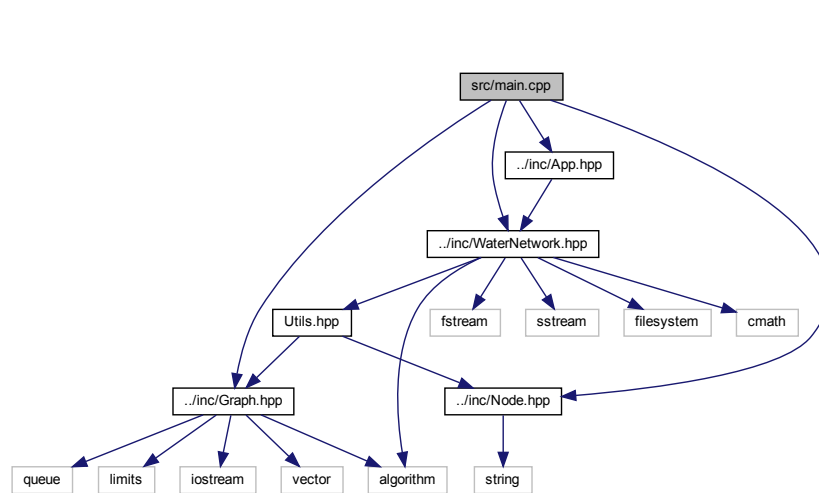 src/main.cpp
../inc/App.hpp
../inc/WaterNetwork.hpp
Utils.hpp
fstream
sstream
filesystem
cmath
../inc/Graph.hpp
../inc/Node.hpp
queue
limits
iostream
vector
algorithm
string